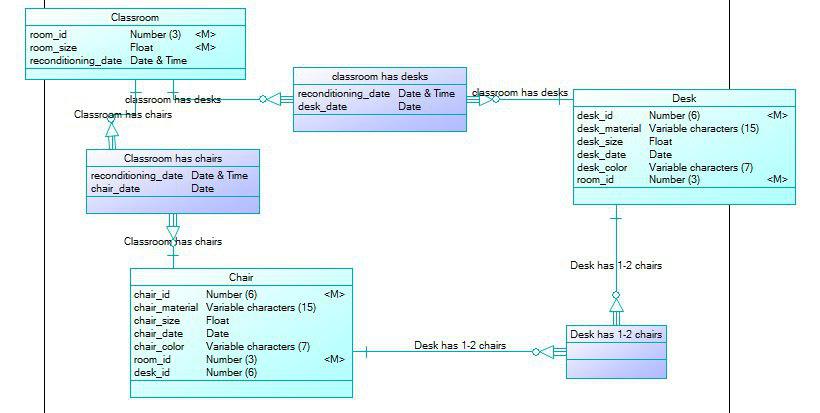 Classroom
room_id Number (3) <M>
room_size Float <M>
reconditioning_date Date & Time
classroom has desks
reconditioning_date Date & Time
desk_date Date
classroom has desks
classroom has desks
Classroom has chairs
Desk
desk_id Number (6) <M>
desk_material Variable characters (15)
desk_size Float
desk_date Date
desk_color Variable characters (7)
room_id Number (3) <M>
Classroom has chairs
reconditioning_date Date & Time
chair_date Date
Classroom has chairs
Chair
chair_id Number (6) <M>
chair_material Variable characters (15)
chair_size Float
chair_date Date
chair_color Variable characters (7)
room_id Number (3) <M>
desk_id Number (6)
Desk has 1-2 chairs
Desk has 1-2 chairs
Desk has 1-2 chairs